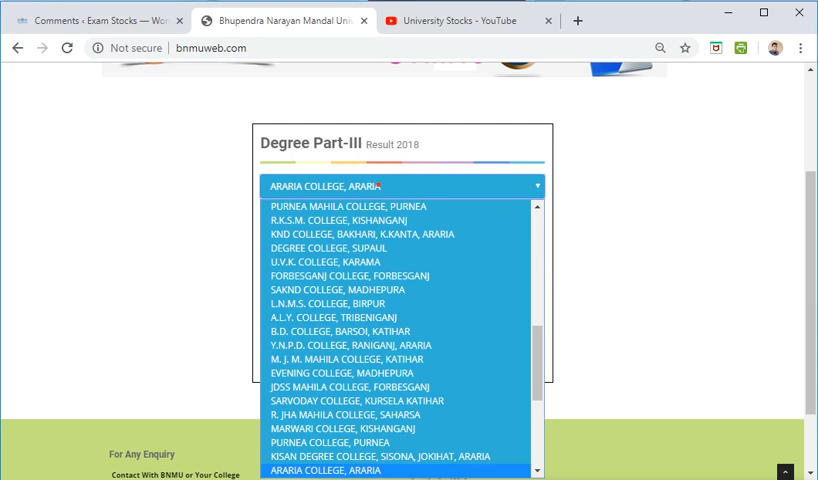 Comments ‹ Exam Stocks — Wor
Bhupendra Narayan Mandal Univ
University Stocks - YouTube
Not secure
bnmuweb.com
Degree Part-III Result 2018
ARARIA COLLEGE, ARARIA
PURNEA MAHILA COLLEGE, PURNEA
R.K.S.M. COLLEGE, KISHANGANJ
KND COLLEGE, BAKHARI, K.KANTA, ARARIA
DEGREE COLLEGE, SUPAUL
U.V.K. COLLEGE, KARAMA
FORBESGANJ COLLEGE, FORBESGANJ
SAKND COLLEGE, MADHEPURA
L.N.M.S. COLLEGE, BIRPUR
A.L.Y. COLLEGE, TRIBENIGANJ
B.D. COLLEGE, BARSOI, KATIHAR
Y.N.P.D. COLLEGE, RANIGANJ, ARARIA
M. J. M. MAHILA COLLEGE, KATIHAR
EVENING COLLEGE, MADHEPURA
JDSS MAHILA COLLEGE, FORBESGANJ
SARVODAY COLLEGE, KURSELA KATIHAR
R. JHA MAHILA COLLEGE, SAHARSA
MARWARI COLLEGE, KISHANGANJ
PURNEA COLLEGE, PURNEA
KISAN DEGREE COLLEGE, SISONA, JOKIHAT, ARARIA
ARARIA COLLEGE, ARARIA
For Any Enquiry
Contact With BNMU or Your College